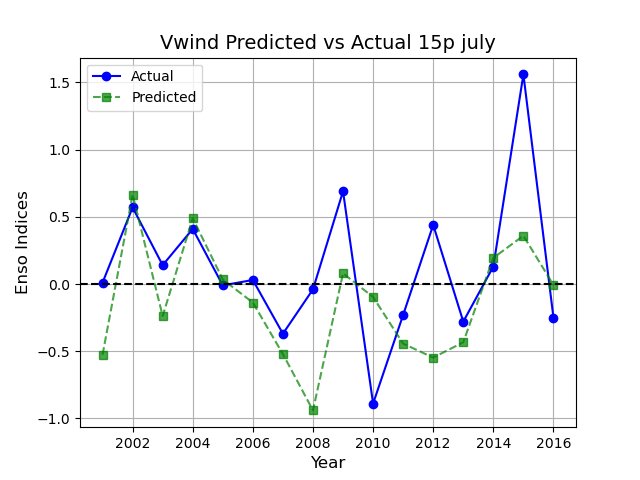 Vwind Predicted vs Actual 15p july
Actual
Predicted
Enso Indices
1.5
1.0
0.5
0.0
−0.5
−1.0
2002 2004 2006 2008 2010 2012 2014 2016
Year